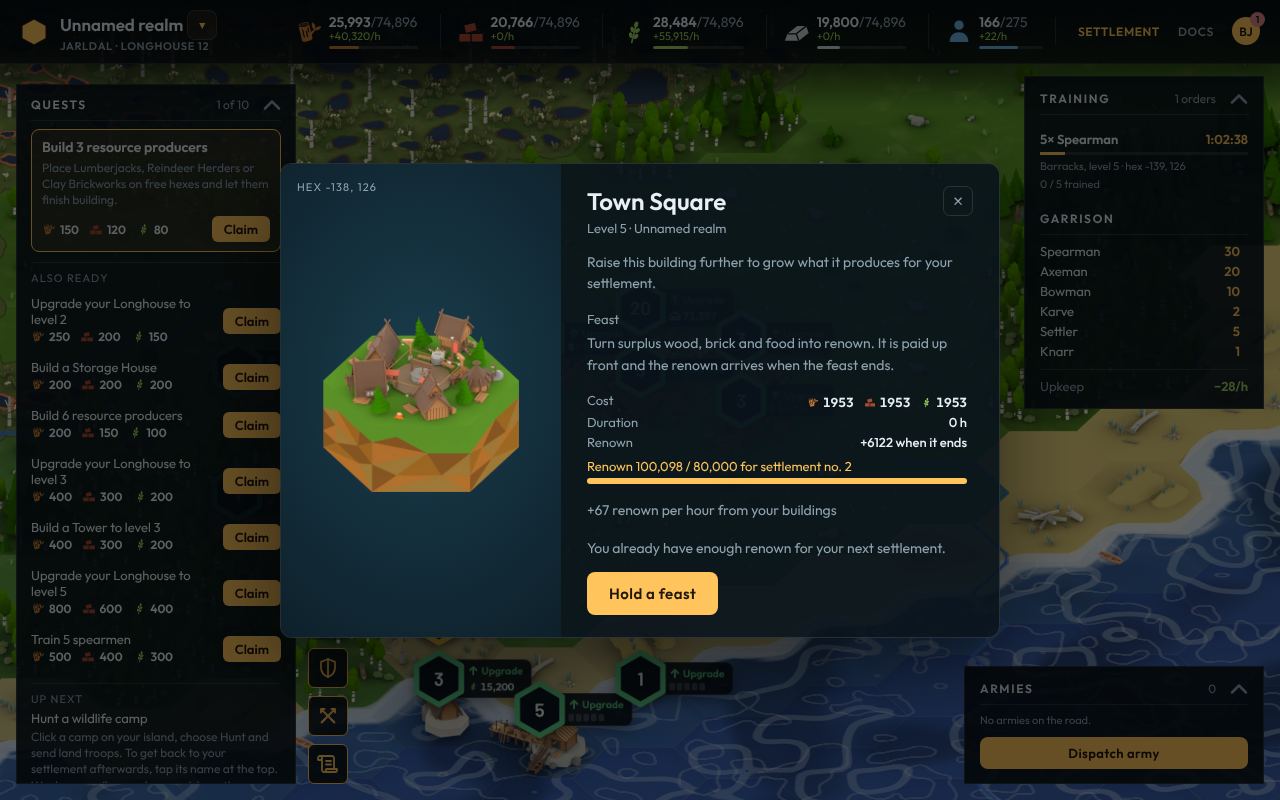 Unnamed realm
JARLDAL · LONGHOUSE 12
25,993/74,896
+40,320/h
20,766/74,896
+0/h
28,484/74,896
+55,915/h
19,800/74,896
+0/h
166/275
+22/h
SETTLEMENT
DOCS
BJ
1
QUESTS
1 of 10
Build 3 resource producers
Place Lumberjacks, Reindeer Herders or
Clay Brickworks on free hexes and let them
finish building.
150 120 80
Claim
ALSO READY
Upgrade your Longhouse to
level 2
250 200 150
Claim
Build a Storage House
200 200 200
Claim
Build 6 resource producers
200 150 100
Claim
Upgrade your Longhouse to
level 3
400 300 200
Claim
Build a Tower to level 3
400 300 200
Claim
Upgrade your Longhouse to
level 5
800 600 400
Claim
Train 5 spearmen
500 400 300
Claim
UP NEXT
Hunt a wildlife camp
Click a camp on your island, choose Hunt and
send land troops. To get back to your
settlement afterwards, tap its name at the top.
HEX -138, 126
Town Square
Level 5 · Unnamed realm
Raise this building further to grow what it produces for your
settlement.
Feast
Turn surplus wood, brick and food into renown. It is paid up
front and the renown arrives when the feast ends.
Cost 1953 1953 1953
Duration 0 h
Renown +6122 when it ends
Renown 100,098 / 80,000 for settlement no. 2
+67 renown per hour from your buildings
You already have enough renown for your next settlement.
Hold a feast
3
Upgrade
15,200
5
Upgrade
1
Upgrade
TRAINING
1 orders
5× Spearman 1:02:38
Barracks, level 5 · hex -139, 126
0 / 5 trained
GARRISON
Spearman 30
Axeman 20
Bowman 10
Karve 2
Settler 5
Knarr 1
Upkeep −28/h
ARMIES
0
No armies on the road.
Dispatch army